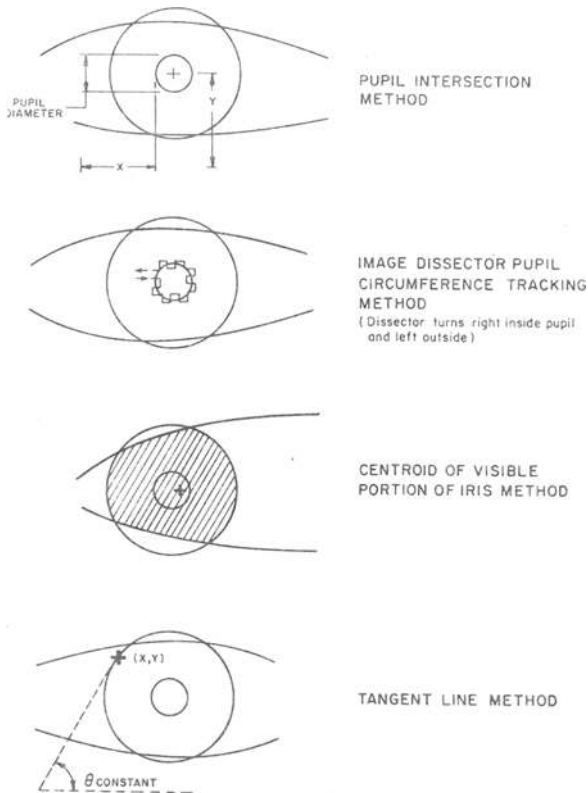 PUPIL DIAMETER
X
Y
PUPIL INTERSECTION
METHOD
IMAGE DISSECTOR PUPIL
CIRCUMFERENCE TRACKING
METHOD
(Dissector turns right inside pupil
and left outside)
CENTROID OF VISIBLE
PORTION OF IRIS METHOD
(X,Y)
θ CONSTANT
TANGENT LINE METHOD